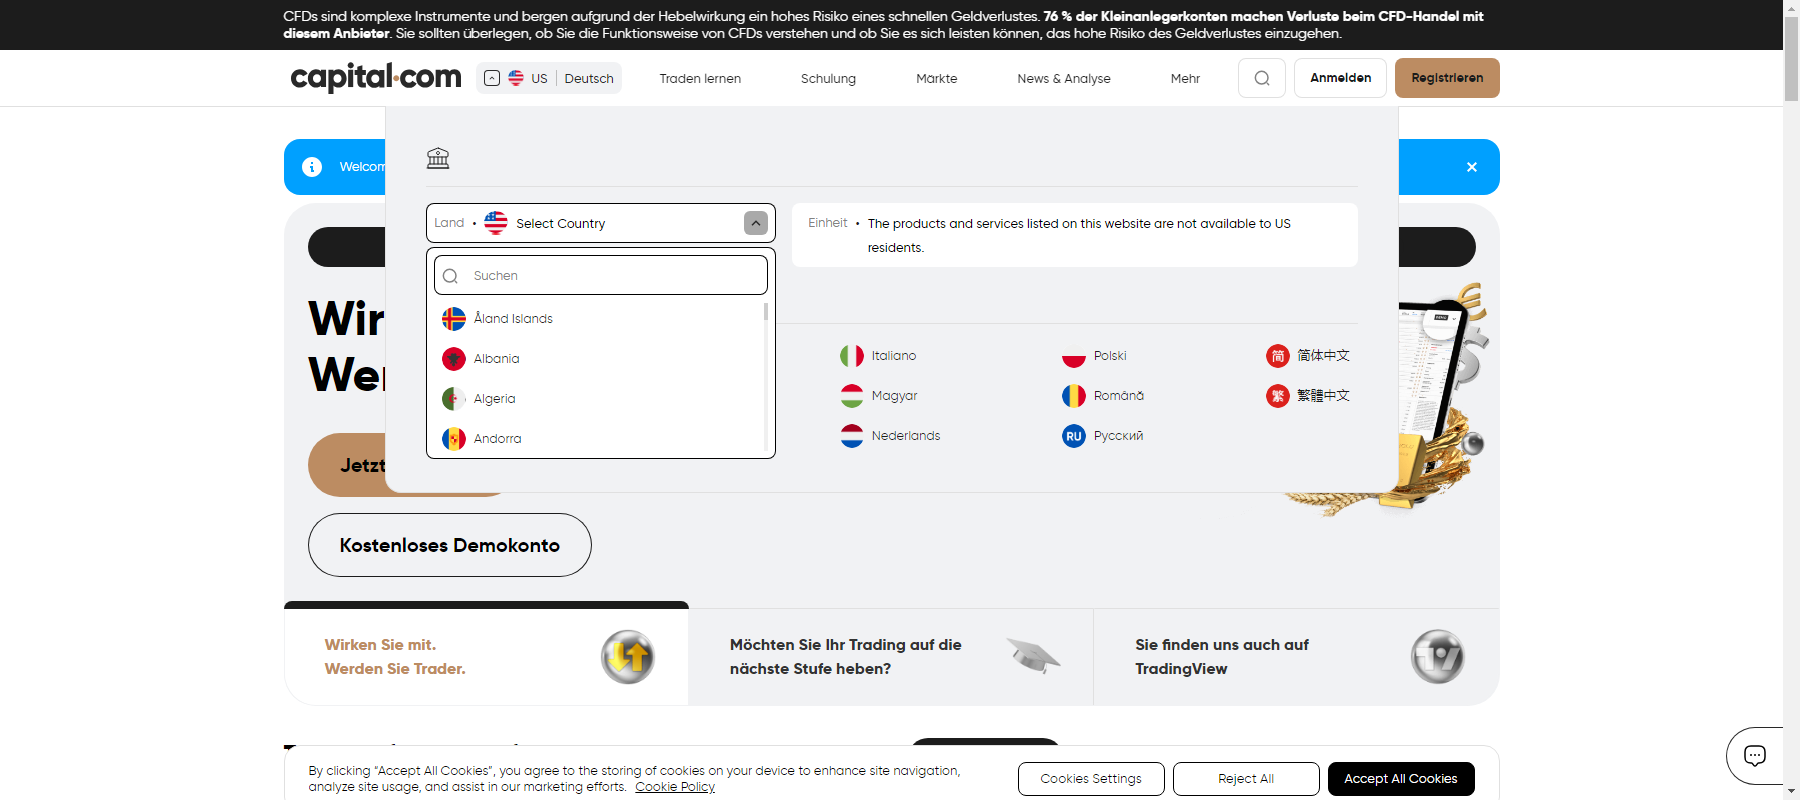 CFDs sind komplexe Instrumente und bergen aufgrund der Hebelwirkung ein hohes Risiko eines schnellen Geldverlustes. 76 % der Kleinanlegerkonten machen Verluste beim CFD-Handel mit
diesem Anbieter. Sie sollten überlegen, ob Sie die Funktionsweise von CFDs verstehen und ob Sie es sich leisten können, das hohe Risiko des Geldverlustes einzugehen.
capital.com
US Deutsch
Traden lernen
Schulung
Märkte
News & Analyse
Mehr
Anmelden
Registrieren
Welcom
Land • Select Country
Einheit • The products and services listed on this website are not available to US
residents.
Suchen
Åland Islands
Albania
Algeria
Andorra
Italiano
Polski
简 简体中文
Magyar
Română
繁 繁體中文
Nederlands
RU Русский
Wir
Wer
Jetzt
Kostenloses Demokonto
Wirken Sie mit.
Werden Sie Trader.
Möchten Sie Ihr Trading auf die
nächste Stufe heben?
Sie finden uns auch auf
TradingView
By clicking “Accept All Cookies”, you agree to the storing of cookies on your device to enhance site navigation,
analyze site usage, and assist in our marketing efforts. Cookie Policy
Cookies Settings
Reject All
Accept All Cookies